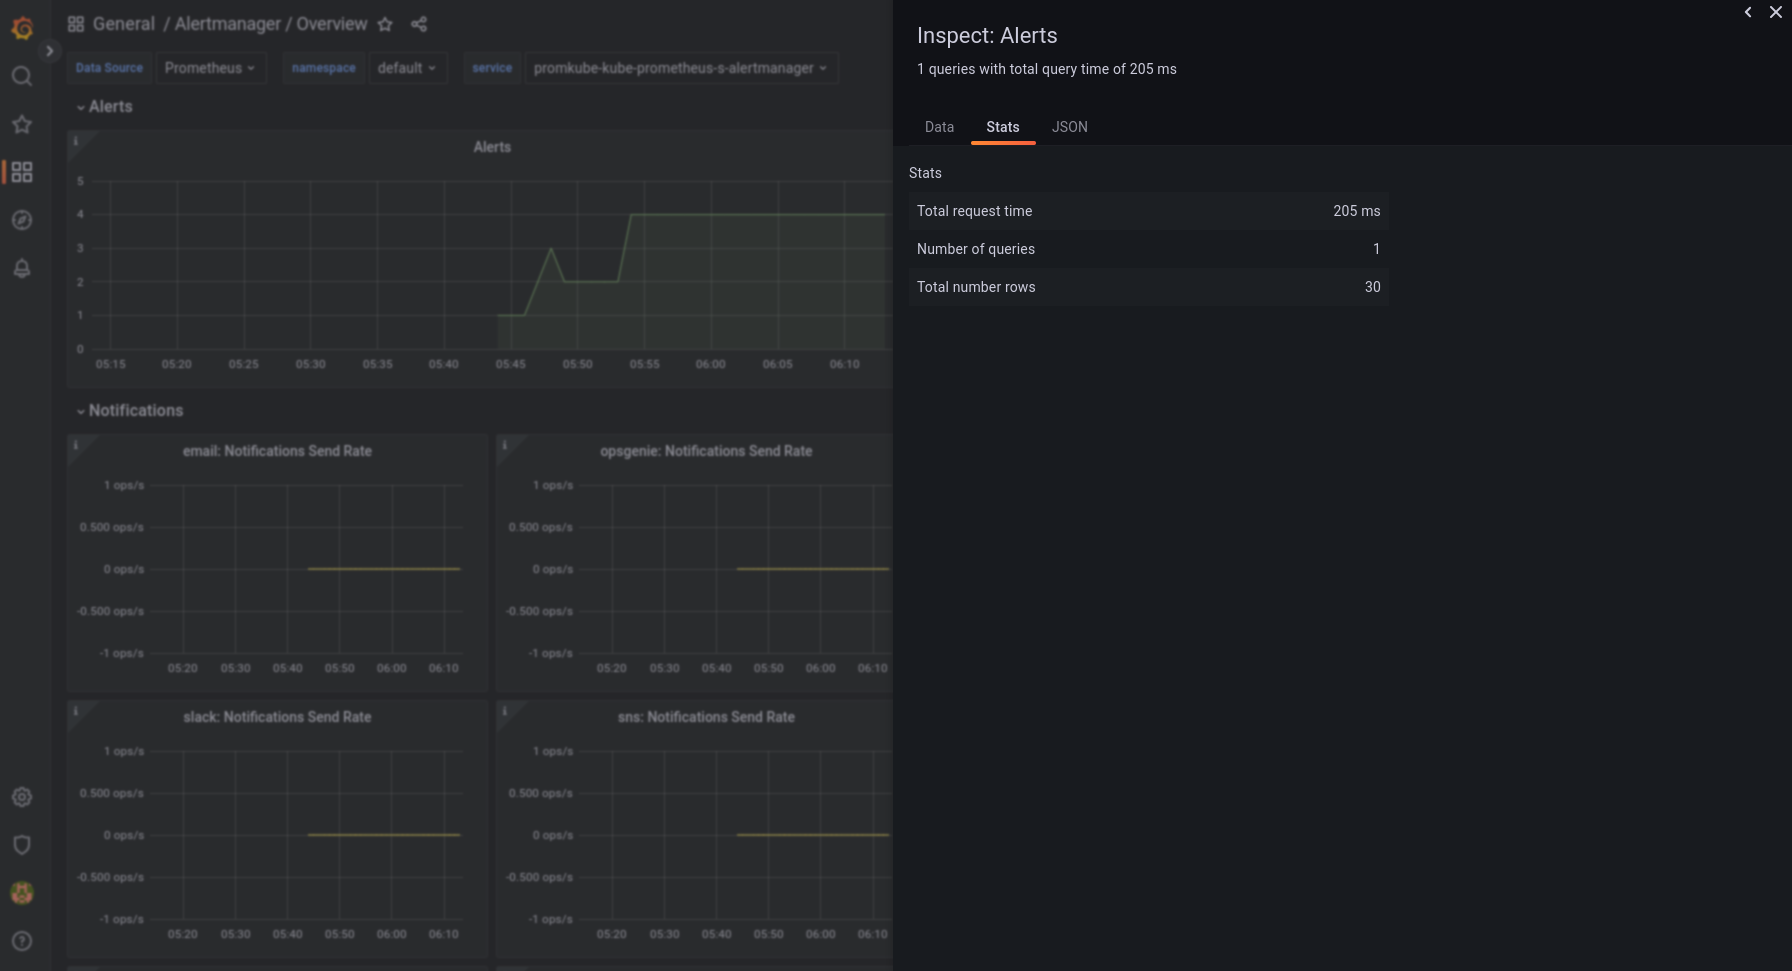 General / Alertmanager / Overview
Data Source Prometheus namespace default service promkube-kube-prometheus-s-alertmanager
Alerts
Alerts
5
4
3
2
1
0
05:15 05:20 05:25 05:30 05:35 05:40 05:45 05:50 05:55 06:00 06:05 06:10
Notifications
email: Notifications Send Rate
1 ops/s
0.500 ops/s
0 ops/s
-0.500 ops/s
-1 ops/s
05:20 05:30 05:40 05:50 06:00 06:10
opsgenie: Notifications Send Rate
1 ops/s
0.500 ops/s
0 ops/s
-0.500 ops/s
-1 ops/s
05:20 05:30 05:40 05:50 06:00 06:10
slack: Notifications Send Rate
1 ops/s
0.500 ops/s
0 ops/s
-0.500 ops/s
-1 ops/s
05:20 05:30 05:40 05:50 06:00 06:10
sns: Notifications Send Rate
1 ops/s
0.500 ops/s
0 ops/s
-0.500 ops/s
-1 ops/s
05:20 05:30 05:40 05:50 06:00 06:10
Inspect: Alerts
1 queries with total query time of 205 ms
Data Stats JSON
Stats
Total request time 205 ms
Number of queries 1
Total number rows 30